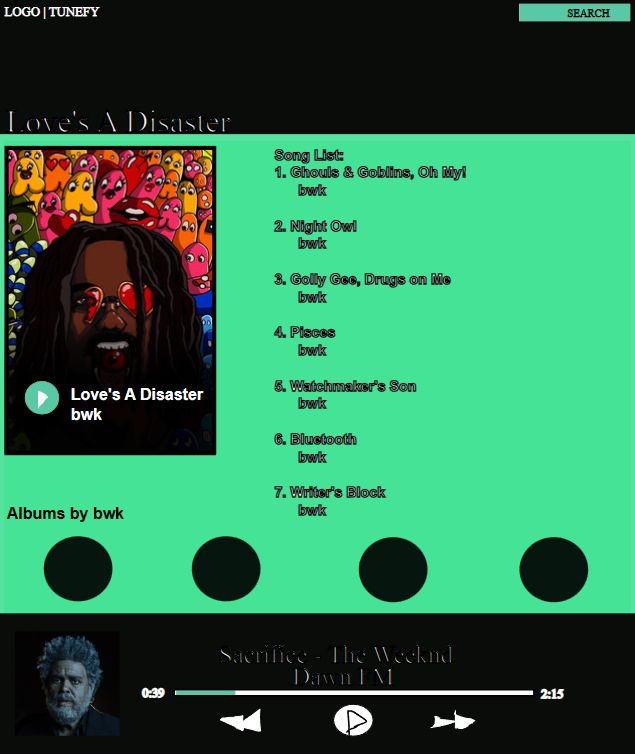 LOGO | TUNEFY
SEARCH
Love's A Disaster
Song List:
1. Ghouls & Goblins, Oh My!
bwk
2. Night Owl
bwk
3. Golly Gee, Drugs on Me
bwk
4. Pisces
bwk
5. Watchmaker's Son
bwk
6. Bluetooth
bwk
7. Writer's Block
bwk
Love's A Disaster
bwk
Albums by bwk
Sacrifice - The Weeknd
Dawn FM
0:39
2:15